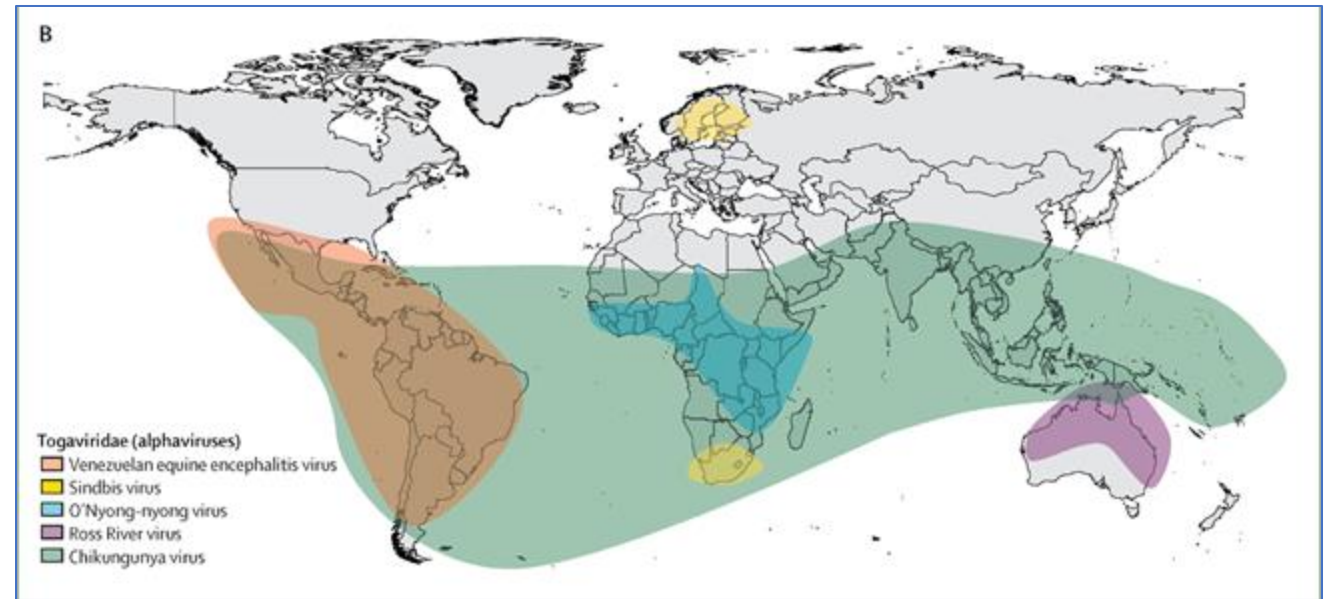 B
Togaviridae (alphaviruses)
Venezuelan equine encephalitis virus
Sindbis virus
O'Nyong-nyong virus
Ross River virus
Chikungunya virus